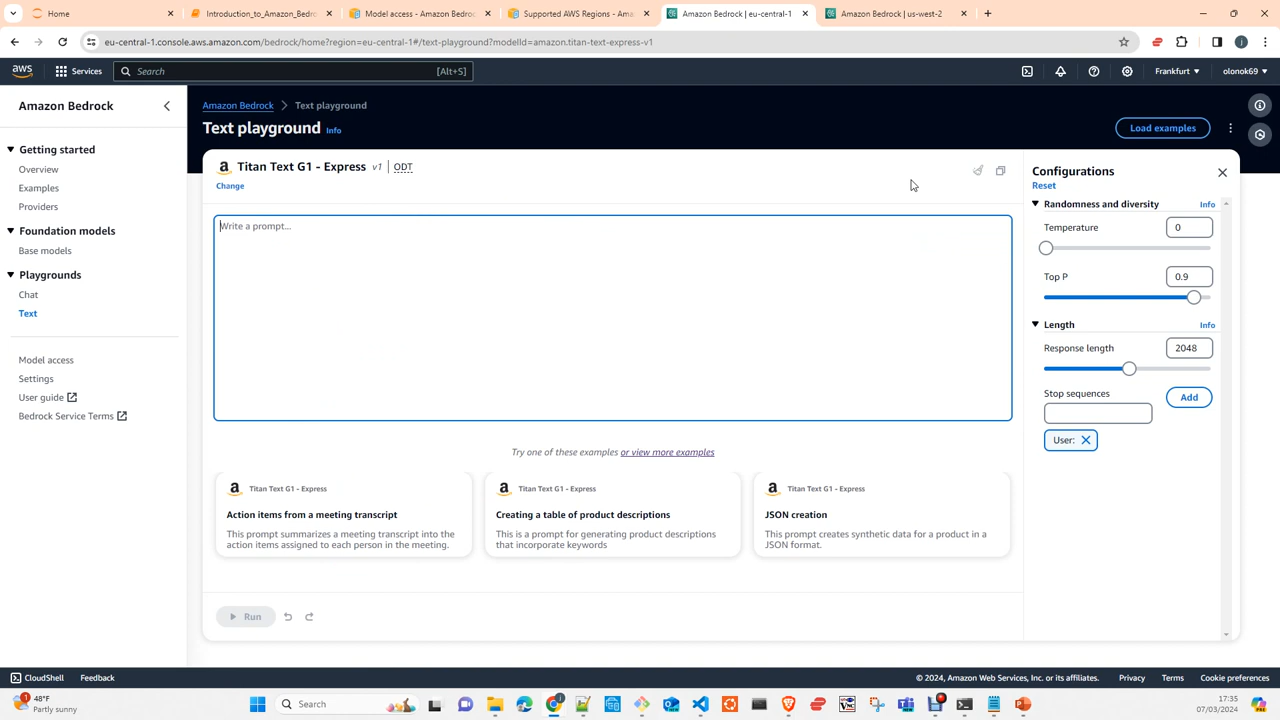 Home
Introduction_to_Amazon_Bedr
Model access - Amazon Bedro
Supported AWS Regions - Ama
Amazon Bedrock | eu-central-1
Amazon Bedrock | us-west-2
eu-central-1.console.aws.amazon.com/bedrock/home?region=eu-central-1#/text-playground?modelId=amazon.titan-text-express-v1
aws
Services
Search
[Alt+S]
Frankfurt
olonok69
Amazon Bedrock
Getting started
Overview
Examples
Providers
Foundation models
Base models
Playgrounds
Chat
Text
Model access
Settings
User guide
Bedrock Service Terms
Amazon Bedrock
Text playground
Text playground Info
Load examples
Titan Text G1 - Express v1 | ODT
Change
Write a prompt...
Try one of these examples or view more examples
Titan Text G1 - Express
Action items from a meeting transcript
This prompt summarizes a meeting transcript into the
action items assigned to each person in the meeting.
Titan Text G1 - Express
Creating a table of product descriptions
This is a prompt for generating product descriptions
that incorporate keywords
Titan Text G1 - Express
JSON creation
This prompt creates synthetic data for a product in a
JSON format.
Run
Configurations
Reset
Randomness and diversity Info
Temperature 0
Top P 0.9
Length Info
Response length 2048
Stop sequences
Add
User:
CloudShell
Feedback
© 2024, Amazon Web Services, Inc. or its affiliates.
Privacy
Terms
Cookie preferences
48°F
Partly sunny
Search
17:35
07/03/2024